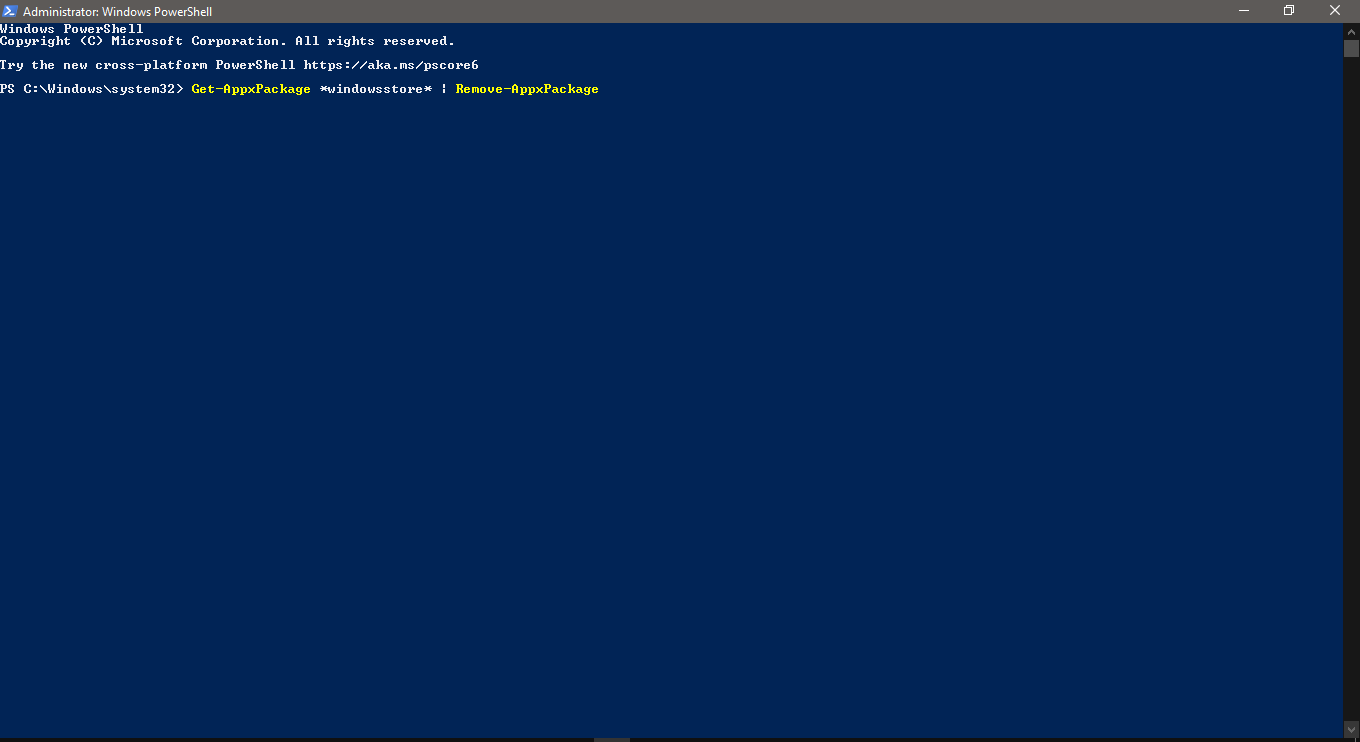 Administrator: Windows PowerShell
Windows PowerShell
Copyright (C) Microsoft Corporation. All rights reserved.
Try the new cross-platform PowerShell https://aka.ms/pscore6
PS C:\Windows\system32> Get-AppxPackage *windowsstore* | Remove-AppxPackage